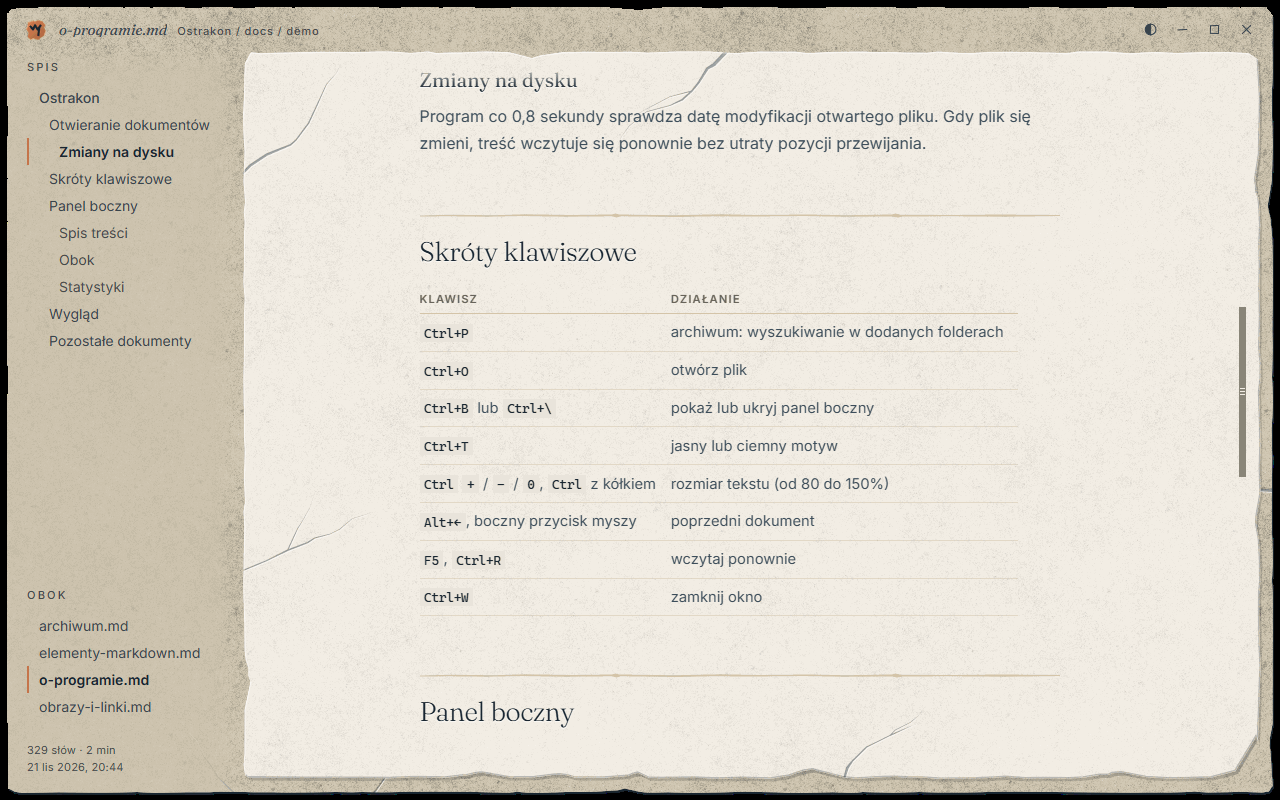 o-programie.md Ostrakon / docs / demo
SPIS
Ostrakon
Otwieranie dokumentów
Zmiany na dysku
Skróty klawiszowe
Panel boczny
Spis treści
Obok
Statystyki
Wygląd
Pozostałe dokumenty
OBOK
archiwum.md
elementy-markdown.md
o-programie.md
obrazy-i-linki.md
329 słów · 2 min
21 lis 2026, 20:44
Zmiany na dysku
Program co 0,8 sekundy sprawdza datę modyfikacji otwartego pliku. Gdy plik się
zmieni, treść wczytuje się ponownie bez utraty pozycji przewijania.
Skróty klawiszowe
KLAWISZ DZIAŁANIE
Ctrl+P archiwum: wyszukiwanie w dodanych folderach
Ctrl+O otwórz plik
Ctrl+B lub Ctrl+\ pokaż lub ukryj panel boczny
Ctrl+T jasny lub ciemny motyw
Ctrl + / − / 0 , Ctrl z kółkiem rozmiar tekstu (od 80 do 150%)
Alt+← , boczny przycisk myszy poprzedni dokument
F5 , Ctrl+R wczytaj ponownie
Ctrl+W zamknij okno
Panel boczny